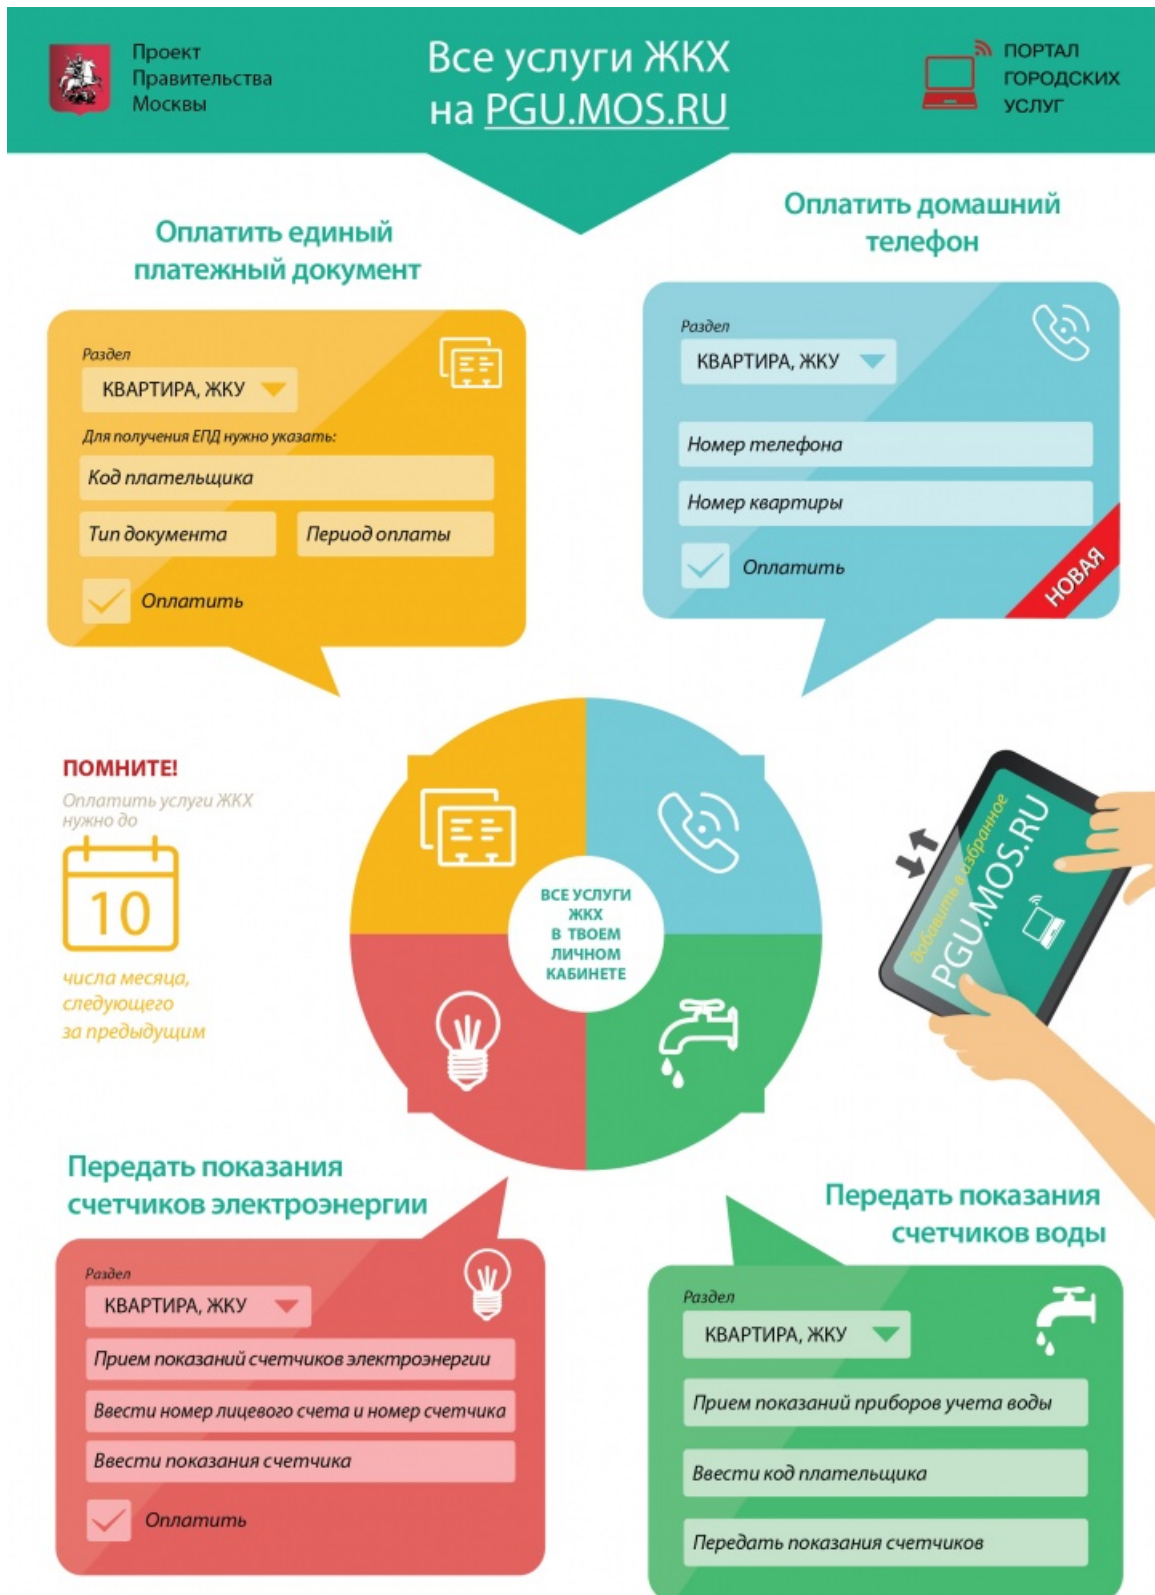 Проект
Правительства
Москвы
Все услуги ЖКХ
на PGU.MOS.RU
ПОРТАЛ
ГОРОДСКИХ
УСЛУГ
Оплатить единый
платежный документ
Раздел
КВАРТИРА, ЖКУ
Для получения ЕПД нужно указать:
Код плательщика
Тип документа
Период оплаты
Оплатить
Оплатить домашний
телефон
Раздел
КВАРТИРА, ЖКУ
Номер телефона
Номер квартиры
Оплатить
НОВАЯ
ПОМНИТЕ!
Оплатить услуги ЖКХ
нужно до
10
числа месяца,
следующего
за предыдущим
ВСЕ УСЛУГИ
ЖКХ
В ТВОЕМ
ЛИЧНОМ
КАБИНЕТЕ
добавить в избранное
PGU.MOS.RU
Передать показания
счетчиков электроэнергии
Раздел
КВАРТИРА, ЖКУ
Прием показаний счетчиков электроэнергии
Ввести номер лицевого счета и номер счетчика
Ввести показания счетчика
Оплатить
Передать показания
счетчиков воды
Раздел
КВАРТИРА, ЖКУ
Прием показаний приборов учета воды
Ввести код плательщика
Передать показания счетчиков